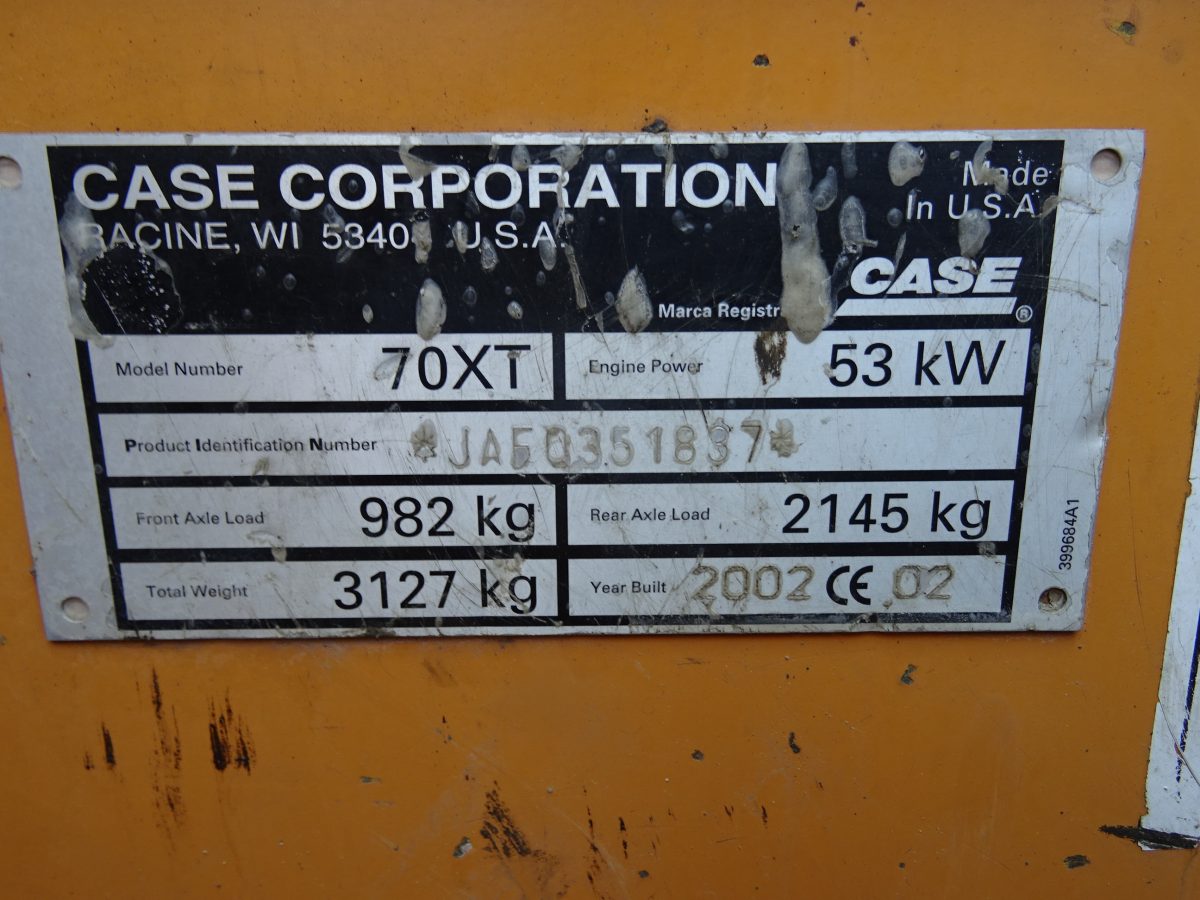 CASE CORPORATION
Made
RACINE, WI U.S.A.
In U.S.A.
CASE ®
Marca
Model Number 70XT
Engine Power 53 kW
Product Identification Number *JAF0351837*
Front Axle Load 982 kg
Rear Axle Load 2145 kg
Total Weight 3127 kg
Year Built 2002 CE 02
399684A1